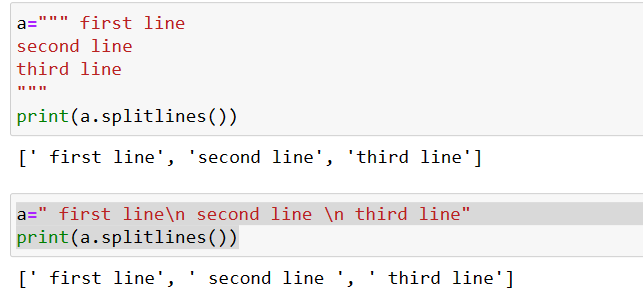 a=""" first line
second line
third line
"""
print(a.splitlines())
[' first line', 'second line', 'third line']
a=" first line\n second line \n third line"
print(a.splitlines())
[' first line', ' second line ', ' third line']